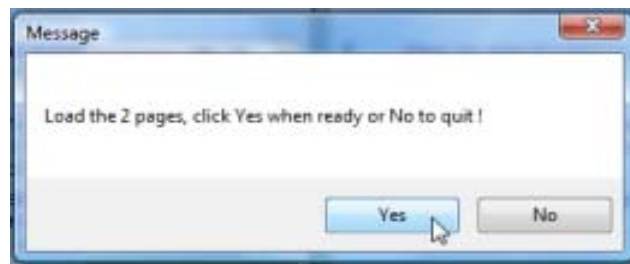 Message
Load the 2 pages, click Yes when ready or No to quit !
Yes
No